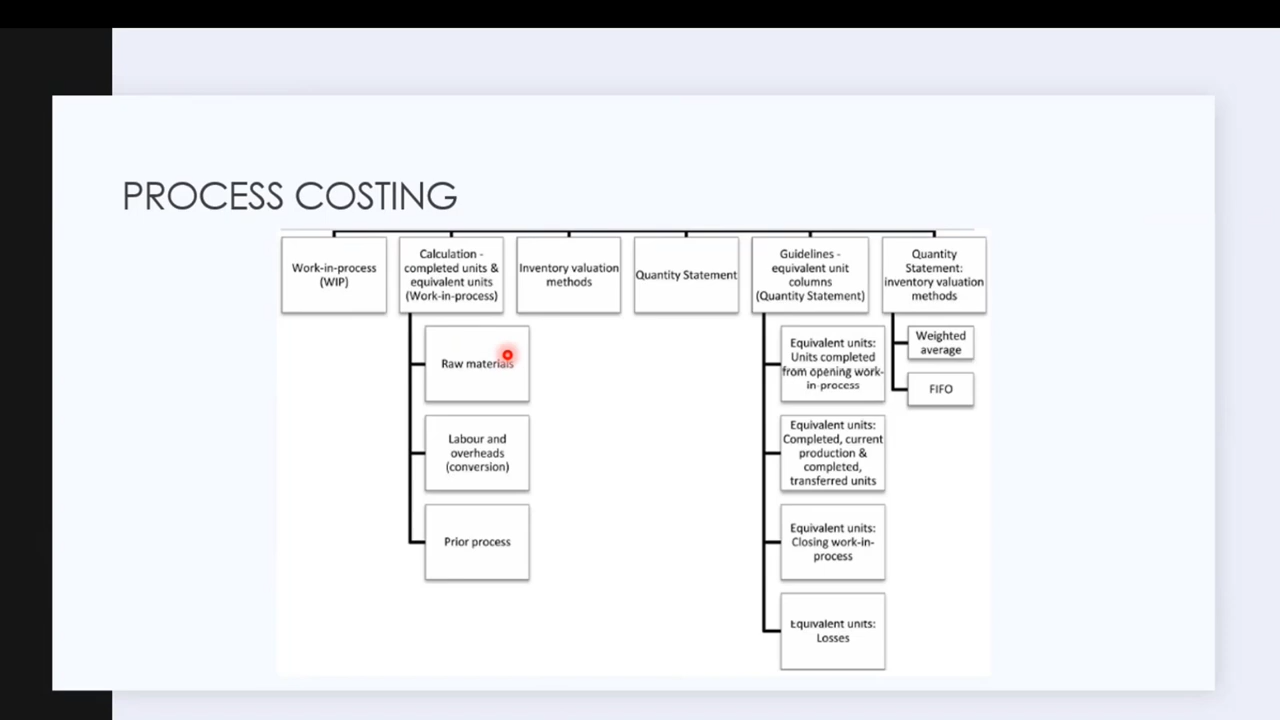 PROCESS COSTING
Work-in-process
(WIP)
Calculation -
completed units &
equivalent units
(Work-in-process)
Inventory valuation
methods
Quantity Statement
Guidelines -
equivalent unit
columns
(Quantity Statement)
Quantity
Statement:
inventory valuation
methods
Raw materials
Labour and
overheads
(conversion)
Prior process
Equivalent units:
Units completed
from opening work-
in-process
Equivalent units:
Completed, current
production &
completed,
transferred units
Equivalent units:
Closing work-in-
process
Equivalent units:
Losses
Weighted
average
FIFO